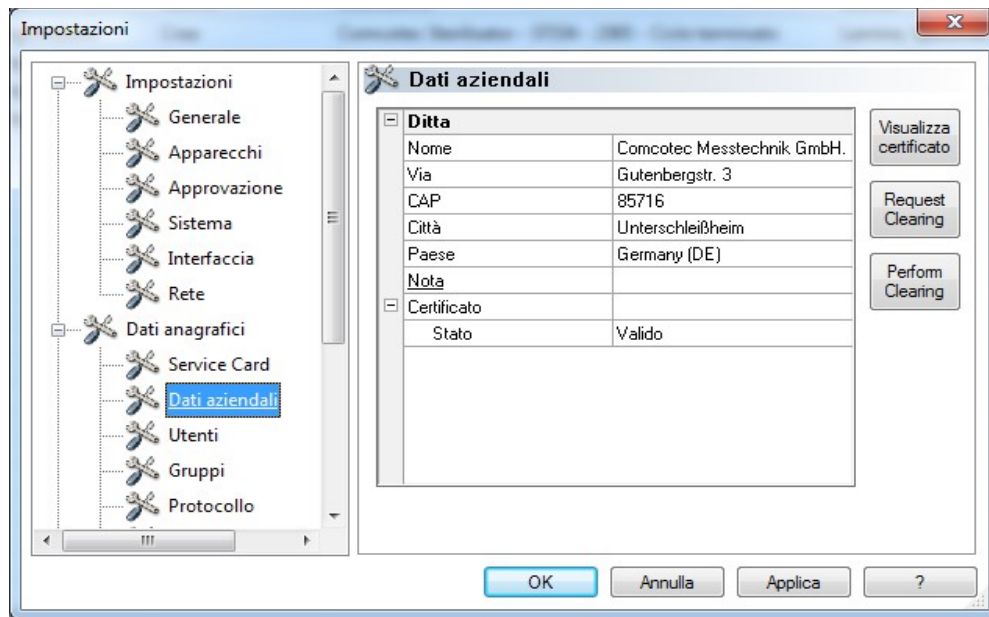 Impostazioni
Impostazioni
Generale
Apparecchi
Approvazione
Sistema
Interfaccia
Rete
Dati anagrafici
Service Card
Dati aziendali
Utenti
Gruppi
Protocollo
Dati aziendali
Ditta
Nome Comcotec Messtechnik GmbH.
Via Gutenbergstr. 3
CAP 85716
Città Unterschleißheim
Paese Germany (DE)
Nota
Certificato
Stato Valido
Visualizza
certificato
Request
Clearing
Perform
Clearing
OK Annulla Applica ?